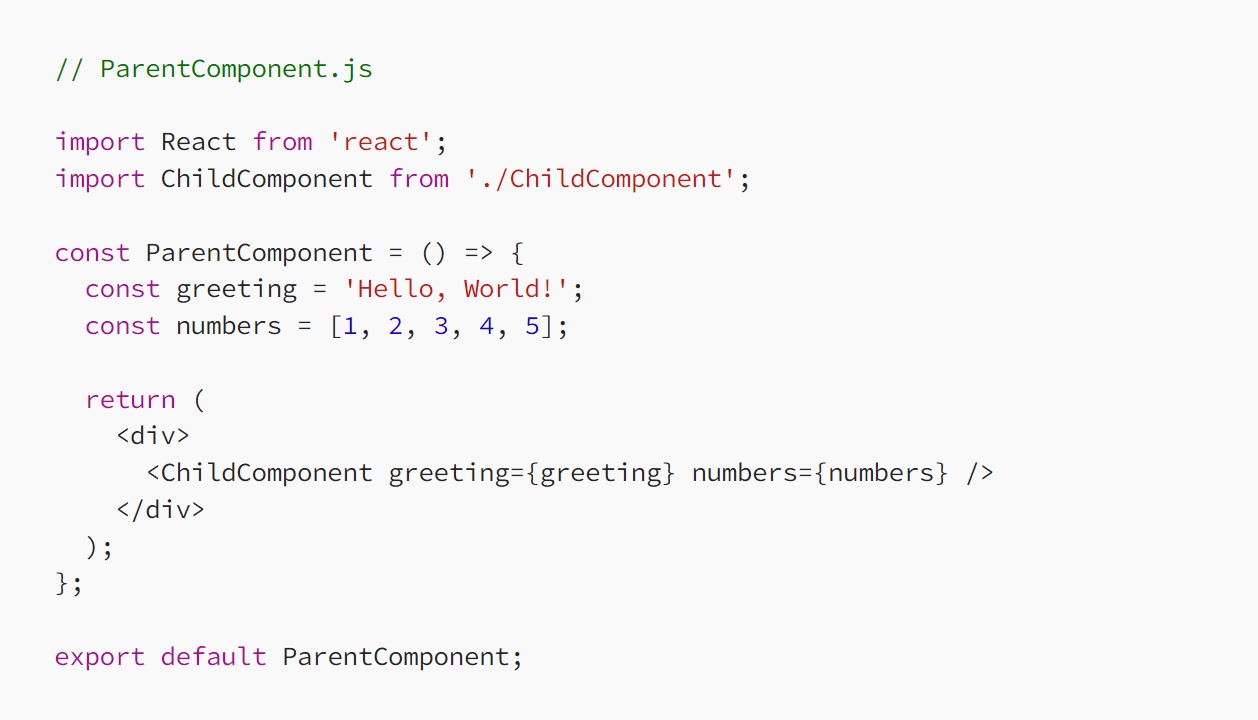 // ParentComponent.js
import React from 'react';
import ChildComponent from './ChildComponent';
const ParentComponent = () => {
  const greeting = 'Hello, World!';
  const numbers = [1, 2, 3, 4, 5];
  return (
    <div>
      <ChildComponent greeting={greeting} numbers={numbers} />
    </div>
  );
};
export default ParentComponent;